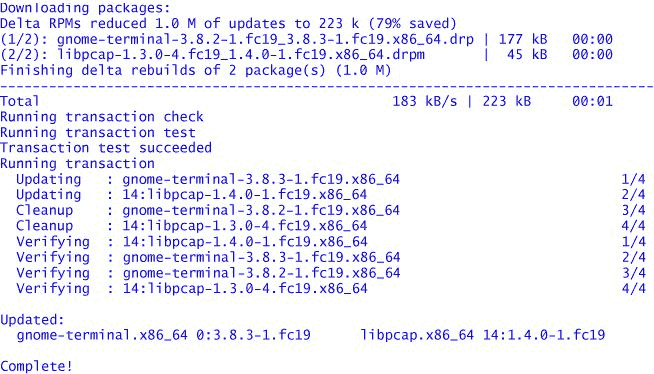 Downloading packages:
Delta RPMs reduced 1.0 M of updates to 223 k (79% saved)
(1/2): gnome-terminal-3.8.2-1.fc19_3.8.3-1.fc19.x86_64.drp | 177 kB   00:00
(2/2): libpcap-1.3.0-4.fc19_1.4.0-1.fc19.x86_64.drpm       |  45 kB   00:00
Finishing delta rebuilds of 2 package(s) (1.0 M)
--------------------------------------------------------------------------------
Total                                              183 kB/s | 223 kB     00:01
Running transaction check
Running transaction test
Transaction test succeeded
Running transaction
  Updating   : gnome-terminal-3.8.3-1.fc19.x86_64                            1/4
  Updating   : 14:libpcap-1.4.0-1.fc19.x86_64                                2/4
  Cleanup    : gnome-terminal-3.8.2-1.fc19.x86_64                            3/4
  Cleanup    : 14:libpcap-1.3.0-4.fc19.x86_64                                4/4
  Verifying  : 14:libpcap-1.4.0-1.fc19.x86_64                                1/4
  Verifying  : gnome-terminal-3.8.3-1.fc19.x86_64                            2/4
  Verifying  : gnome-terminal-3.8.2-1.fc19.x86_64                            3/4
  Verifying  : 14:libpcap-1.3.0-4.fc19.x86_64                                4/4
Updated:
  gnome-terminal.x86_64 0:3.8.3-1.fc19      libpcap.x86_64 14:1.4.0-1.fc19
Complete!